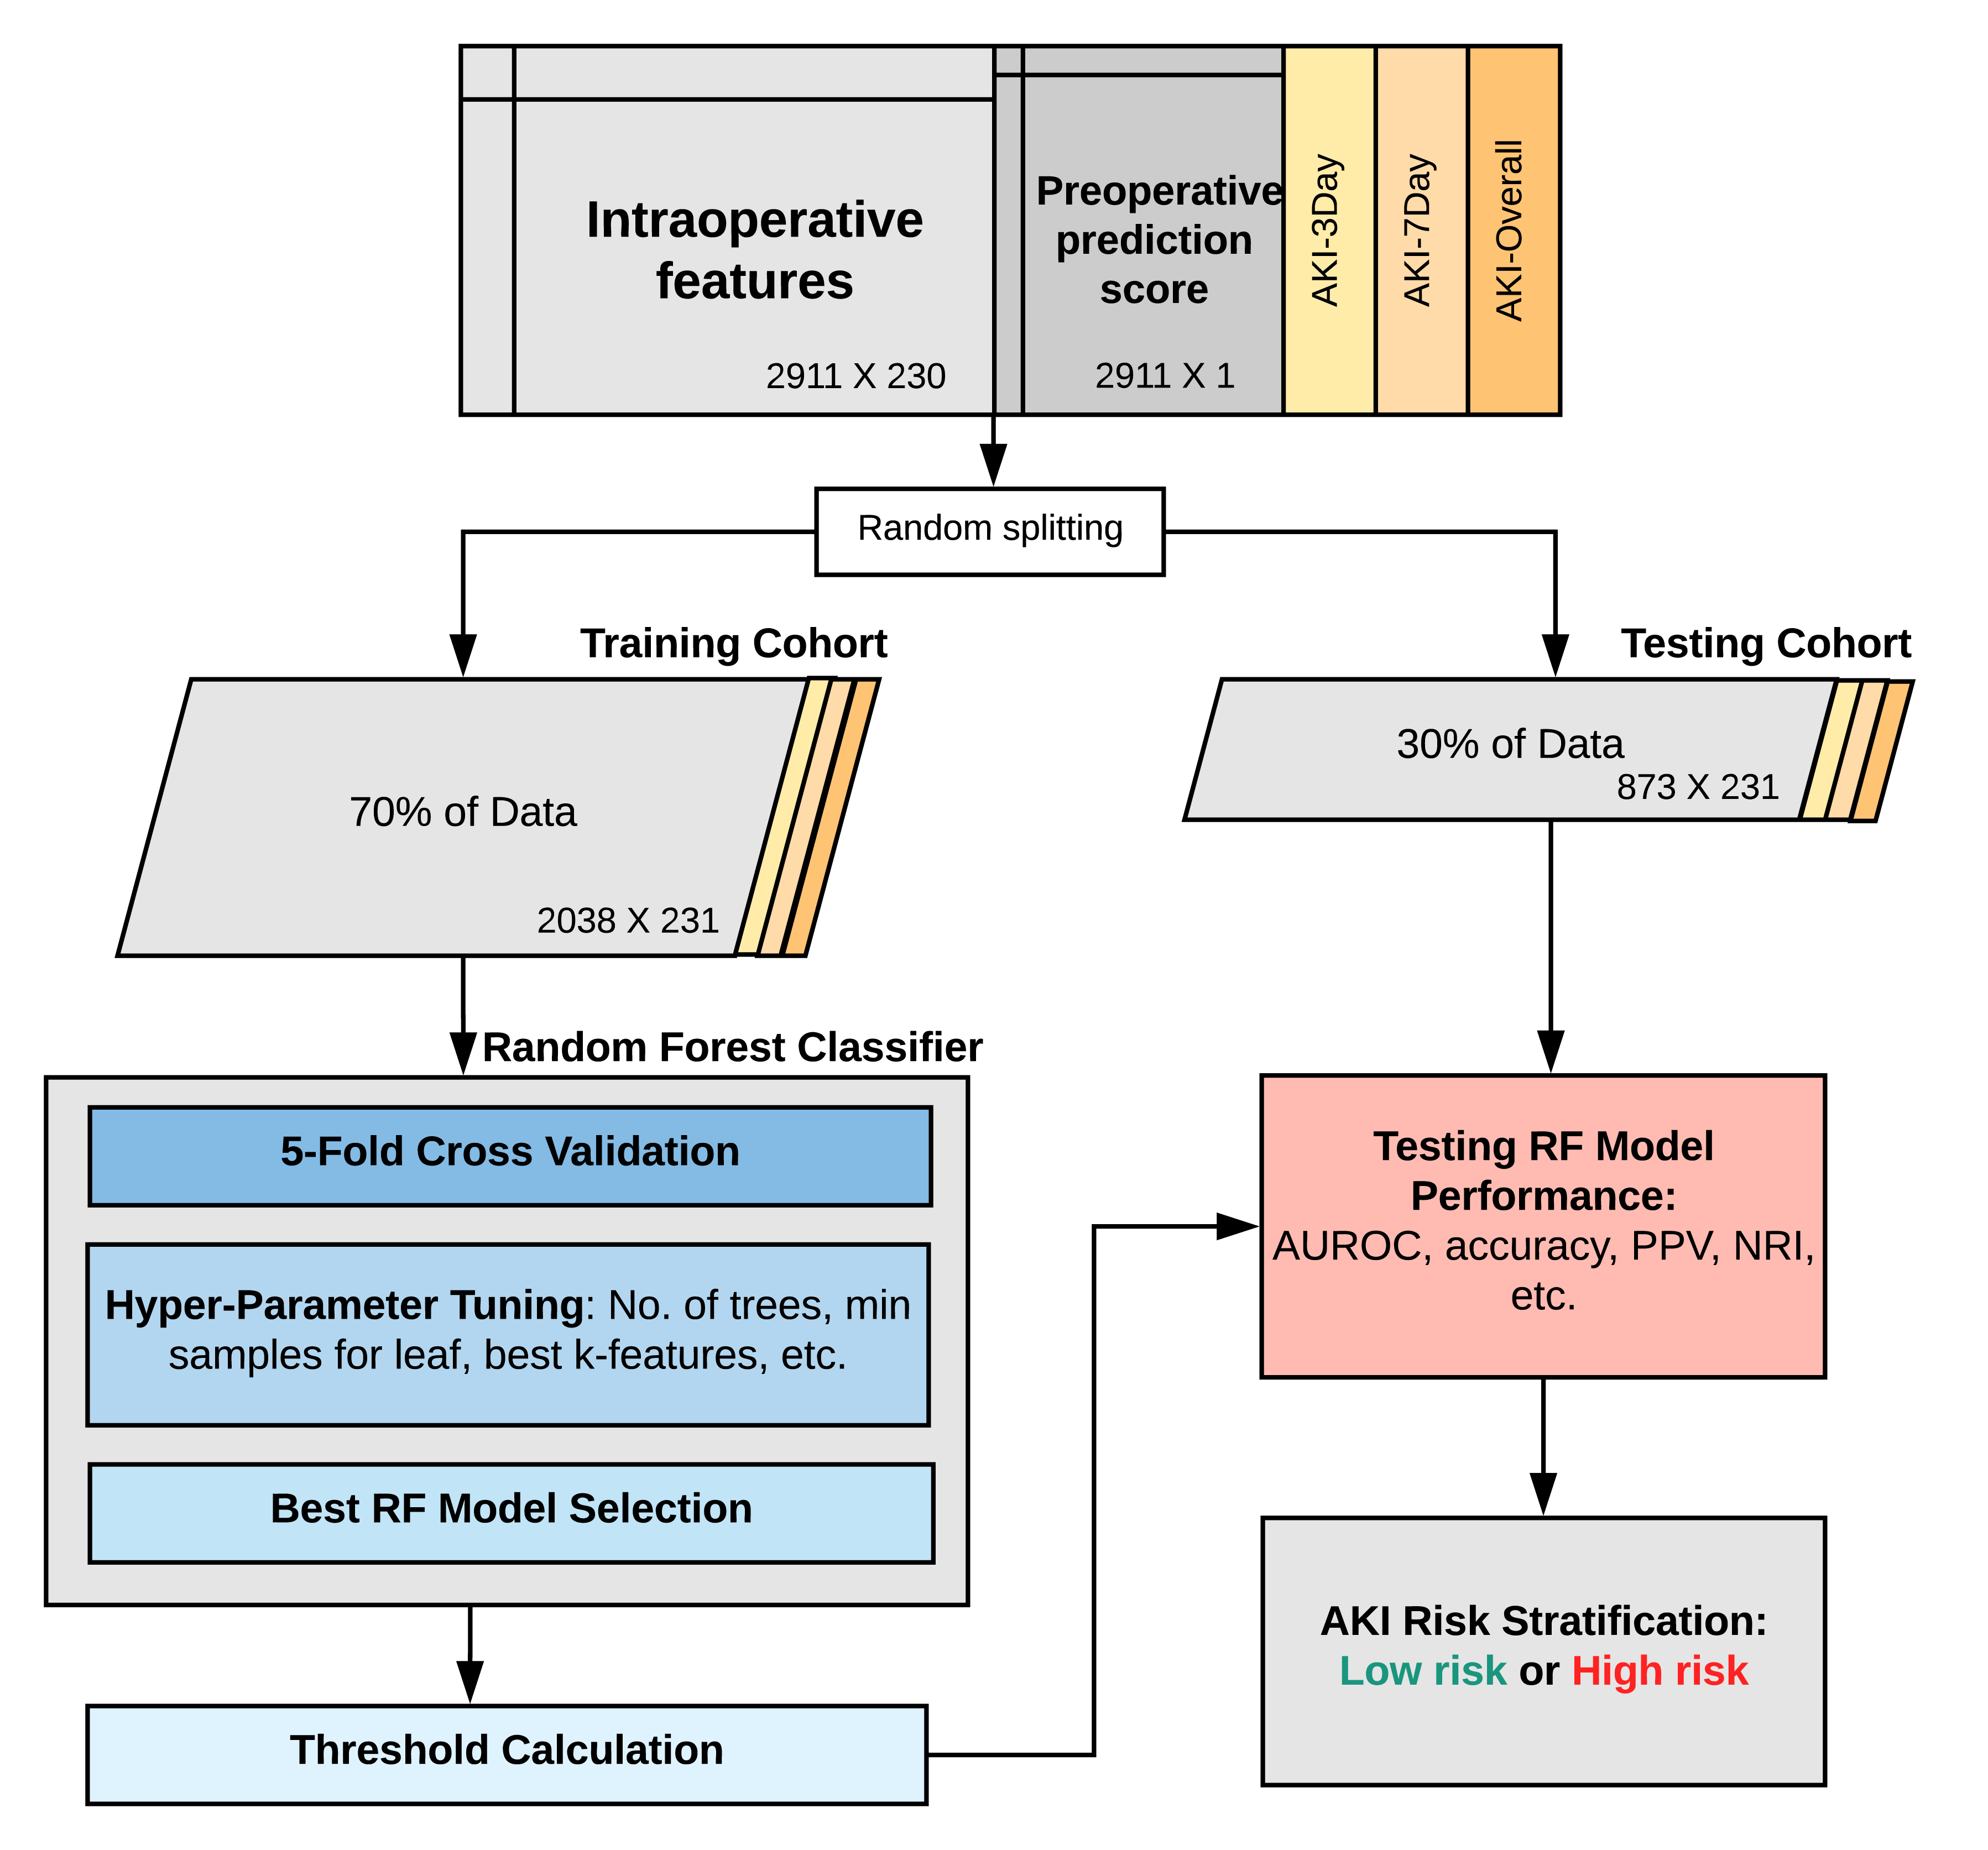 Intraoperative
features
2911 X 230
Preoperative
prediction
score
2911 X 1
AKI-3Day
AKI-7Day
AKI-Overall
Random splitting
Training Cohort
70% of Data
2038 X 231
Testing Cohort
30% of Data
873 X 231
Random Forest Classifier
5-Fold Cross Validation
Hyper-Parameter Tuning: No. of trees, min
samples for leaf, best k-features, etc.
Best RF Model Selection
Threshold Calculation
Testing RF Model
Performance:
AUROC, accuracy, PPV, NRI,
etc.
AKI Risk Stratification:
Low risk or High risk